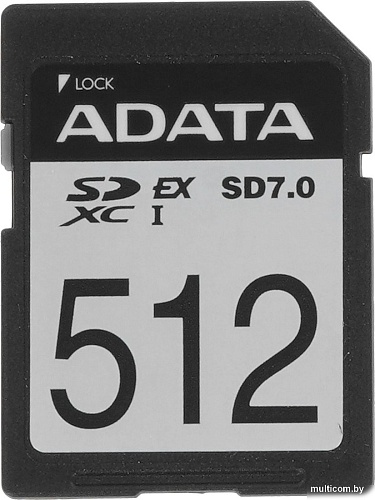 LOCK
ADATA
SD EX SD7.0
XC I
512
multicom.by